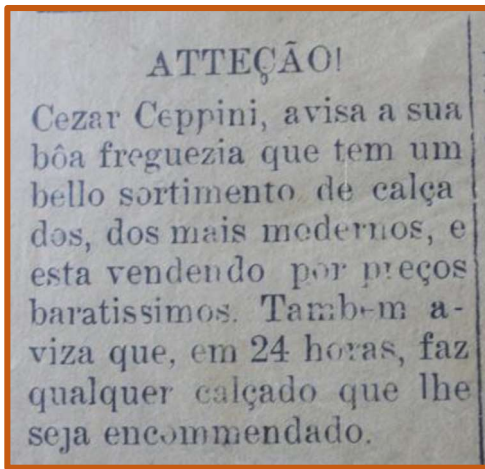 ATTEÇÃO!
Cezar Ceppini, avisa a sua
bôa freguezia que tem um
bello sortimento de calça
dos, dos mais modernos, e
esta vendendo por preços
baratissimos. Tambem a-
viza que, em 24 horas, faz
qualquer calçado que lhe
seja encommendado.